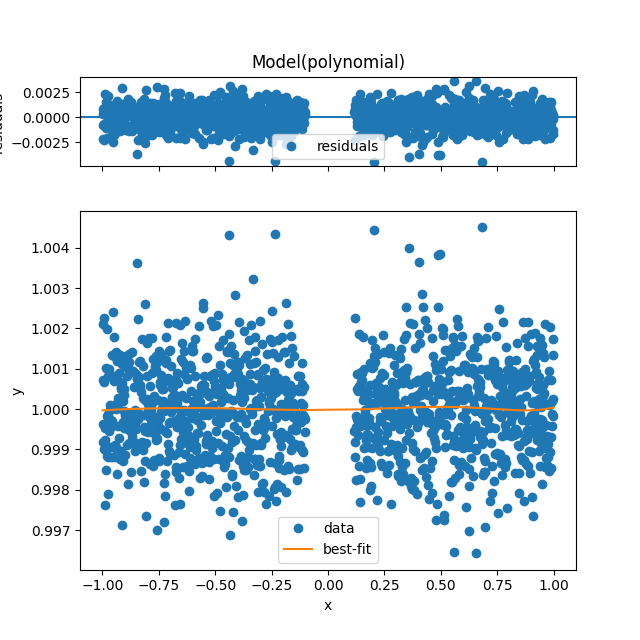 Model(polynomial)
0.0025
0.0000
−0.0025
residuals
residuals
1.004
1.003
1.002
1.001
1.000
0.999
0.998
0.997
y
data
best-fit
−1.00 −0.75 −0.50 −0.25 0.00 0.25 0.50 0.75 1.00
x